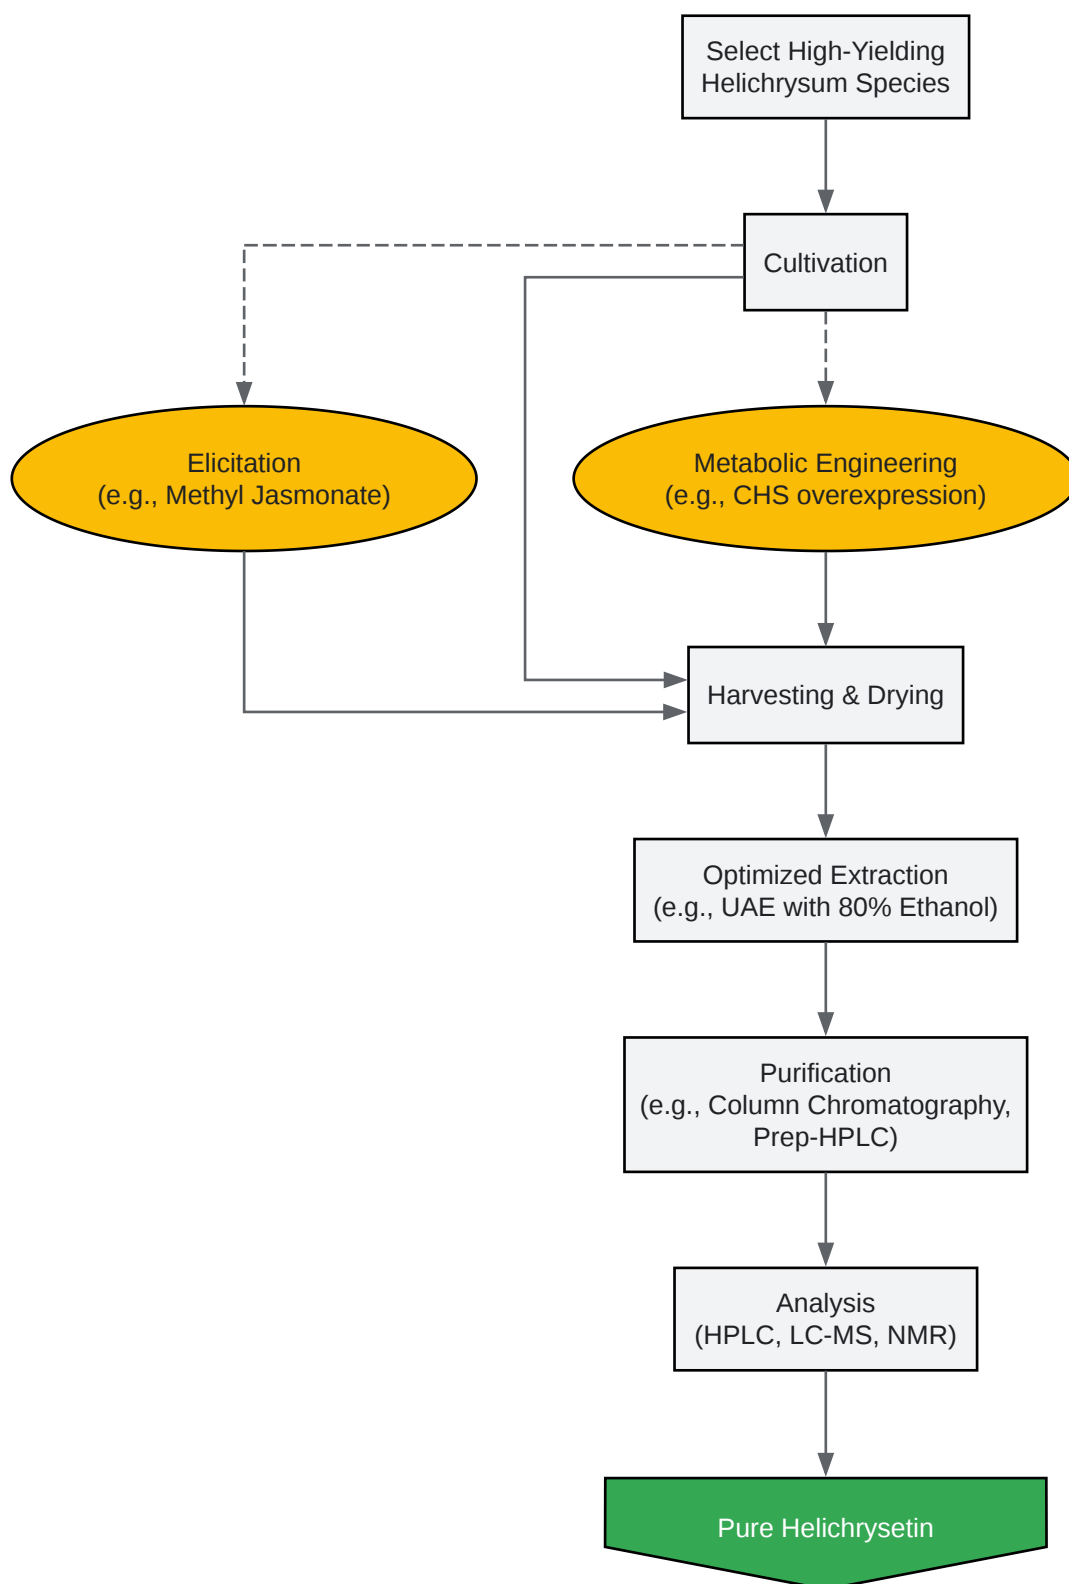 Select High-Yielding
Helichrysum Species
Cultivation
Elicitation
(e.g., Methyl Jasmonate)
Metabolic Engineering
(e.g., CHS overexpression)
Harvesting & Drying
Optimized Extraction
(e.g., UAE with 80% Ethanol)
Purification
(e.g., Column Chromatography,
Prep-HPLC)
Analysis
(HPLC, LC-MS, NMR)
Pure Helichrysetin